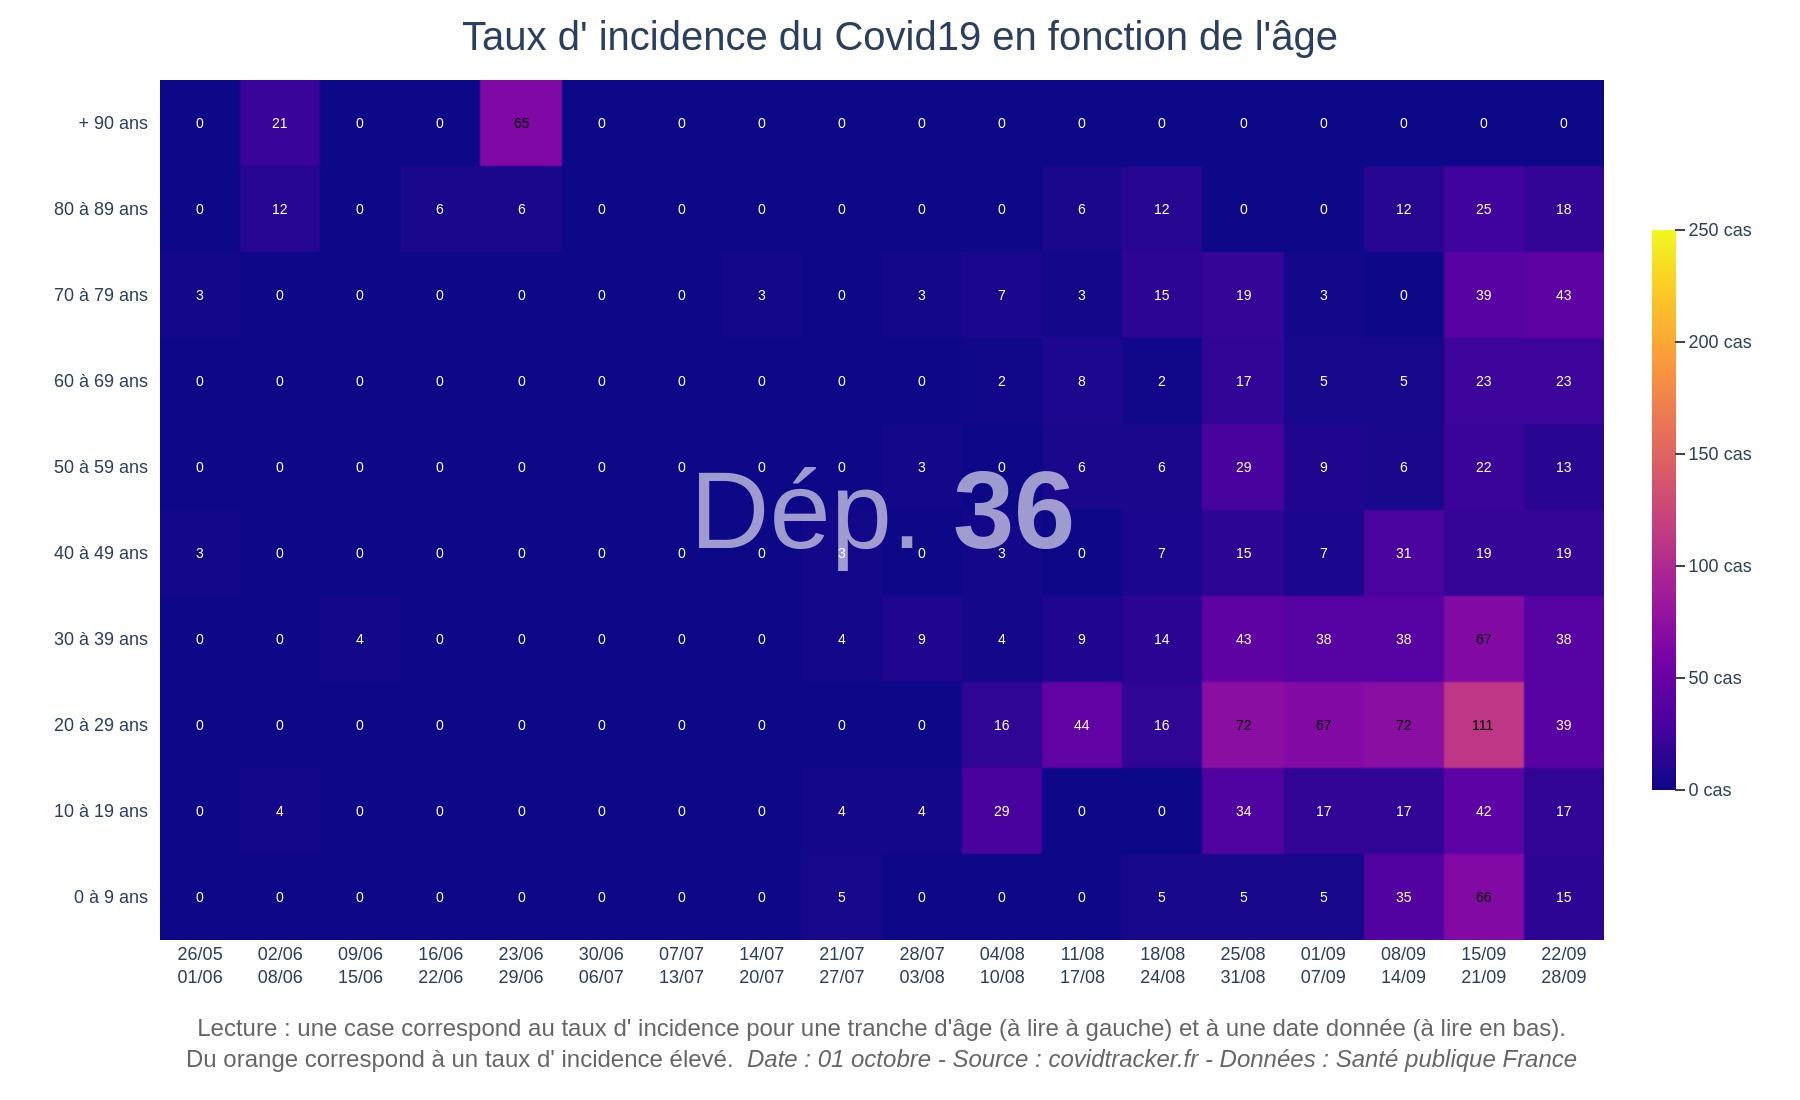 Taux d' incidence du Covid19 en fonction de l'âge
+ 90 ans 0 21 0 0 65 0 0 0 0 0 0 0 0 0 0 0 0 0
80 à 89 ans 0 12 0 6 6 0 0 0 0 0 0 6 12 0 0 12 25 18
70 à 79 ans 3 0 0 0 0 0 0 3 0 3 7 3 15 19 3 0 39 43
60 à 69 ans 0 0 0 0 0 0 0 0 0 0 2 8 2 17 5 5 23 23
50 à 59 ans 0 0 0 0 0 0 0 0 0 3 0 6 6 29 9 6 22 13
Dép. 36
40 à 49 ans 3 0 0 0 0 0 0 0 3 0 3 0 7 15 7 31 19 19
30 à 39 ans 0 0 4 0 0 0 0 0 4 9 4 9 14 43 38 38 67 38
20 à 29 ans 0 0 0 0 0 0 0 0 0 0 16 44 16 72 67 72 111 39
10 à 19 ans 0 4 0 0 0 0 0 0 4 4 29 0 0 34 17 17 42 17
0 à 9 ans 0 0 0 0 0 0 0 0 5 0 0 0 5 5 5 35 66 15
26/05 02/06 09/06 16/06 23/06 30/06 07/07 14/07 21/07 28/07 04/08 11/08 18/08 25/08 01/09 08/09 15/09 22/09
01/06 08/06 15/06 22/06 29/06 06/07 13/07 20/07 27/07 03/08 10/08 17/08 24/08 31/08 07/09 14/09 21/09 28/09
250 cas
200 cas
150 cas
100 cas
50 cas
0 cas
Lecture : une case correspond au taux d' incidence pour une tranche d'âge (à lire à gauche) et à une date donnée (à lire en bas).
Du orange correspond à un taux d' incidence élevé. Date : 01 octobre - Source : covidtracker.fr - Données : Santé publique France